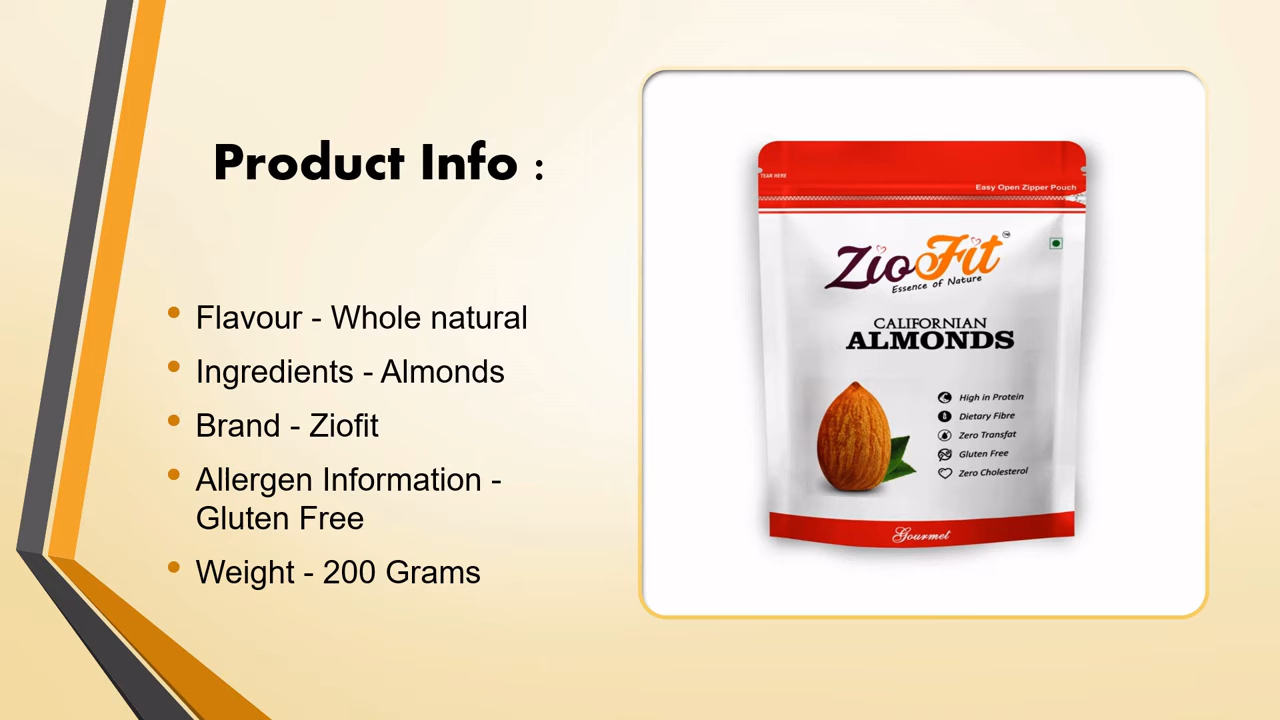 Product Info :
• Flavour - Whole natural
• Ingredients - Almonds
• Brand - Ziofit
• Allergen Information -
Gluten Free
• Weight - 200 Grams
TEAR HERE
Easy Open Zipper Pouch
ZioFit
Essence of Nature
CALIFORNIAN
ALMONDS
High in Protein
Dietary Fibre
Zero Transfat
Gluten Free
Zero Cholesterol
Gourmet